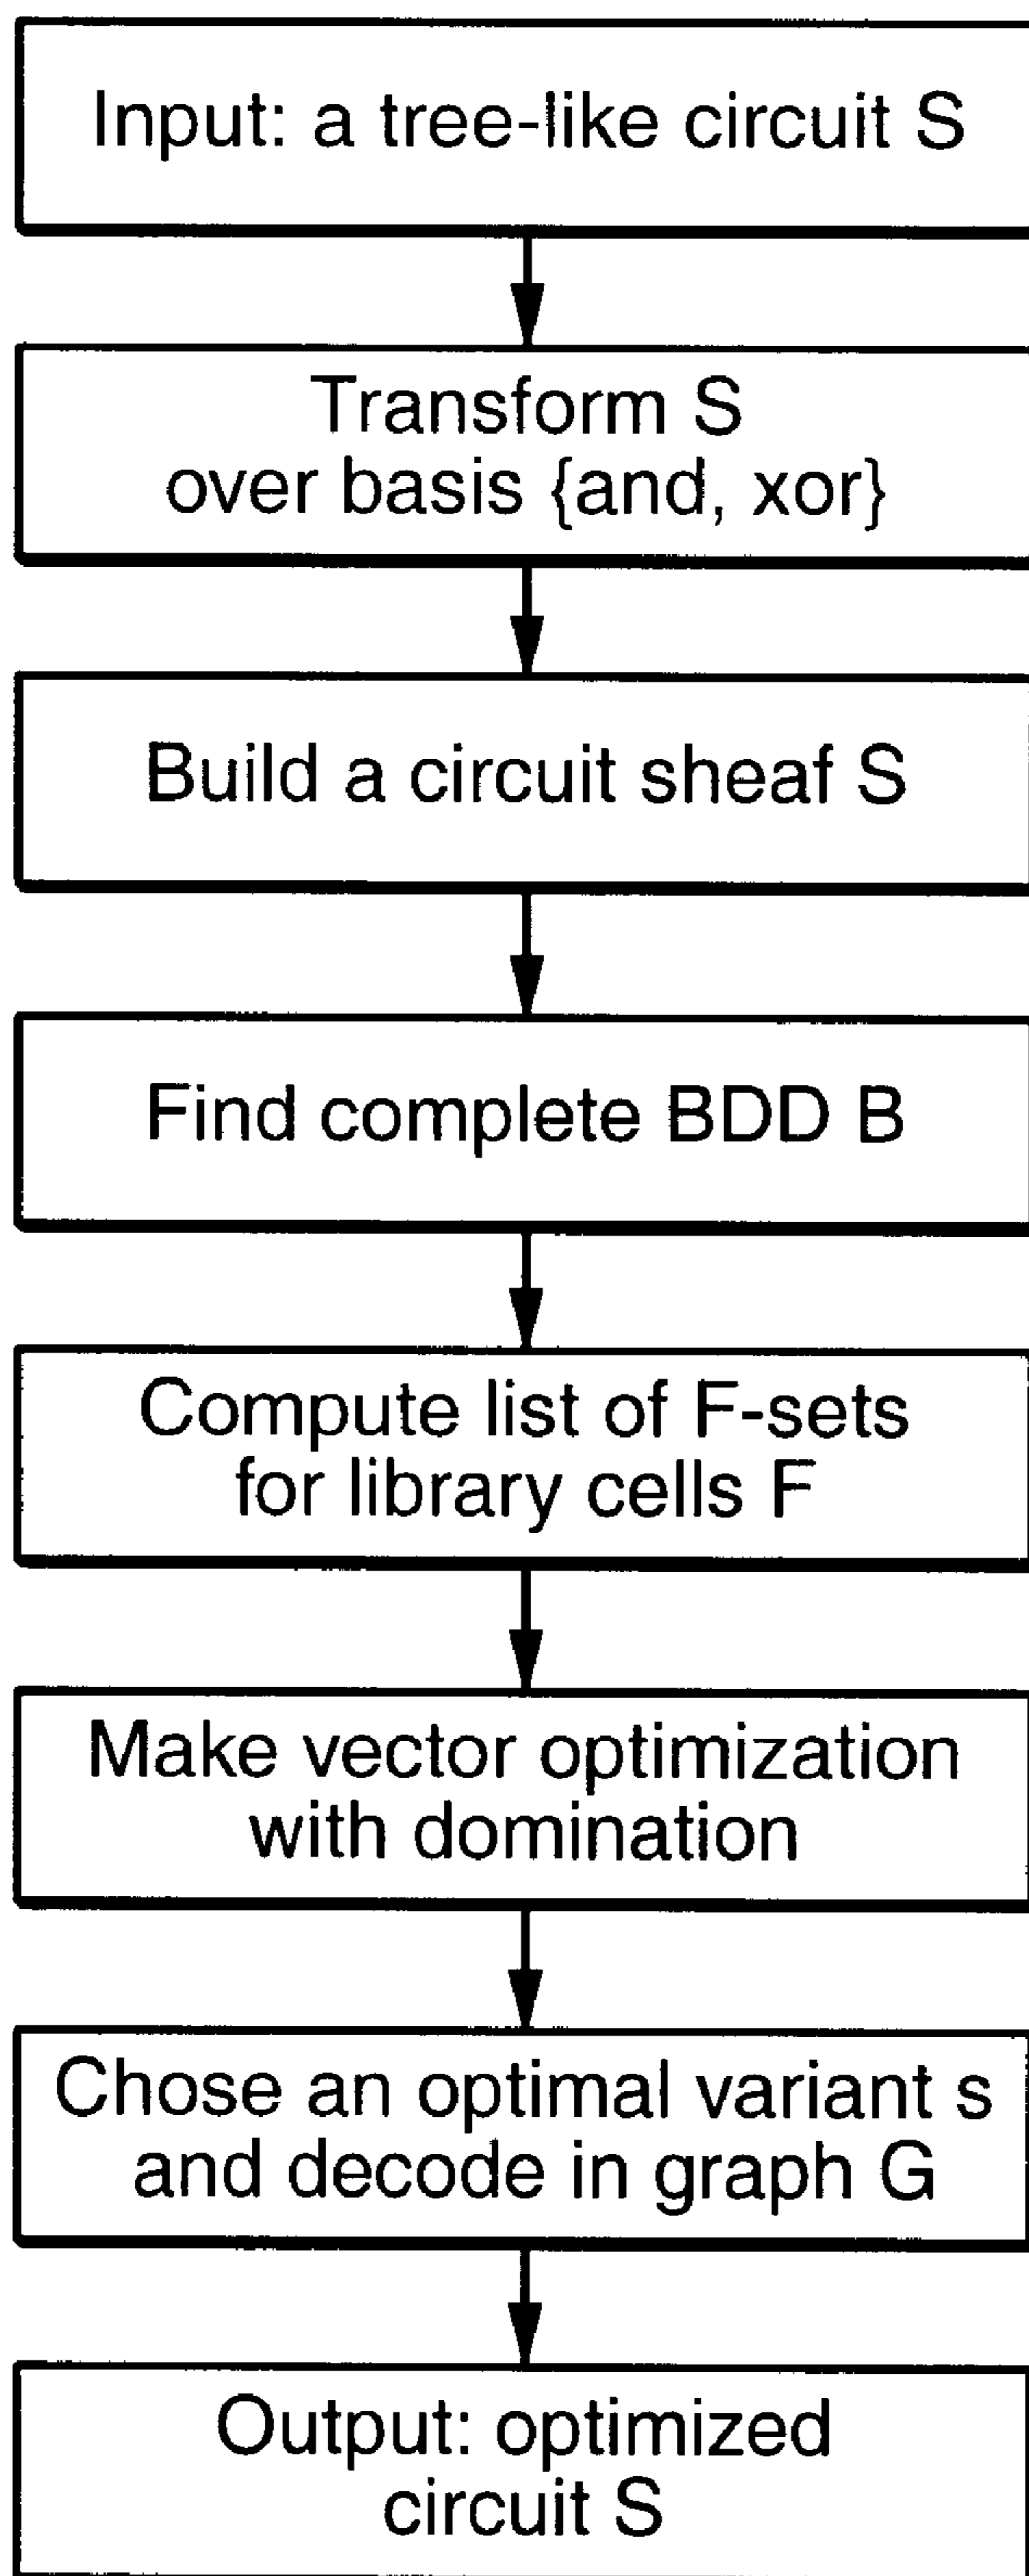 Input: a tree-like circuit S
Transform S
over basis {and, xor}
Build a circuit sheaf S
Find complete BDD B
Compute list of F-sets
for library cells F
Make vector optimization
with domination
Chose an optimal variant s
and decode in graph G
Output: optimized
circuit S